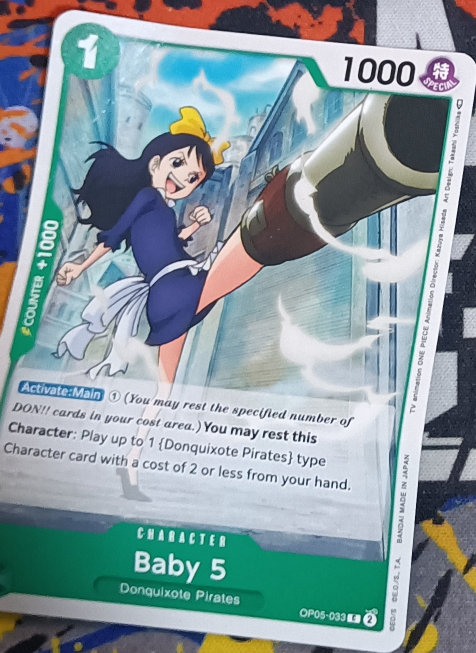 1
1000
特
SPECIAL
COUNTER +1000
Activate:Main ① (You may rest the specified number of
DON!! cards in your cost area.) You may rest this
Character: Play up to 1 {Donquixote Pirates} type
Character card with a cost of 2 or less from your hand.
CHARACTER
Baby 5
Donquixote Pirates
OP05-033 C 2
©E.O/S ©E.O./S., T.A. BANDAI MADE IN JAPAN TV animation ONE PIECE Animation Director: Kazuya Hisada Art Design: Takashi Yoshiike